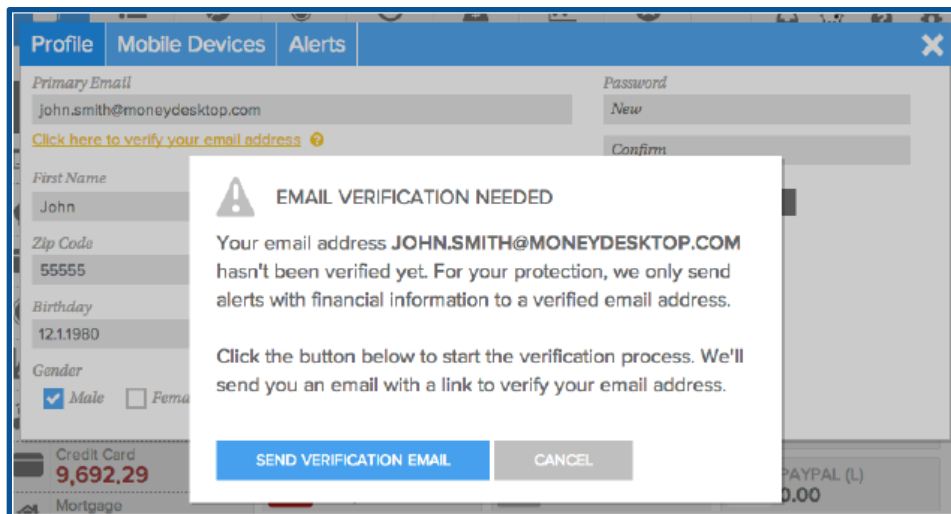 Profile Mobile Devices Alerts
Primary Email
Password
john.smith@moneydesktop.com
New
Click here to verify your email address ?
Confirm
First Name
John
Zip Code
55555
Birthday
12.1.1980
Gender
Male
EMAIL VERIFICATION NEEDED
Your email address JOHN.SMITH@MONEYDESKTOP.COM
hasn't been verified yet. For your protection, we only send
alerts with financial information to a verified email address.
Click the button below to start the verification process. We'll
send you an email with a link to verify your email address.
SEND VERIFICATION EMAIL CANCEL
Credit Card
9,692.29
Mortgage
PAYPAL (L)
0.00